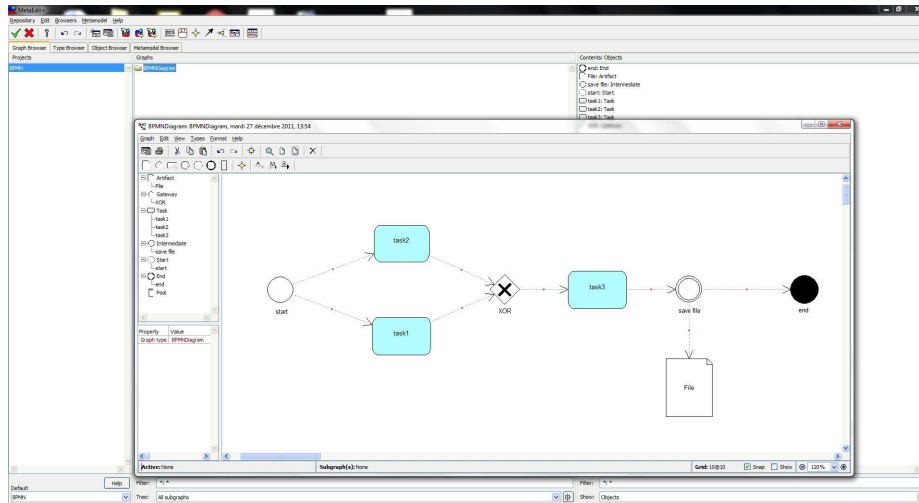 MetaEdit+
Repository Edit Browsers Metamodel Help
Graph Browser Type Browser Object Browser Metamodel Browser
Projects Graphs Contents: Objects
BPMN BPMNDiagram end: End
File: Artifact
save file: Intermediate
start: Start
task1: Task
task2: Task
task3: Task
BPMNDiagram: BPMNDiagram, mardi 27 décembre 2011, 13:54
Graph Edit View Types Format Help
Artifact
File
Gateway
XOR
Task
task1
task2
task3
Intermediate
save file
Start
start
End
end
Pool
Property Value
Graph type BPMNDiagram
task2
start
XOR
task3
save file
end
task1
File
Active: None Subgraph(s): None Grid: 10@10 Snap Show 120%
Default Help Filter: *: * Filter: *: *
BPMN Tree: All subgraphs Show: Objects